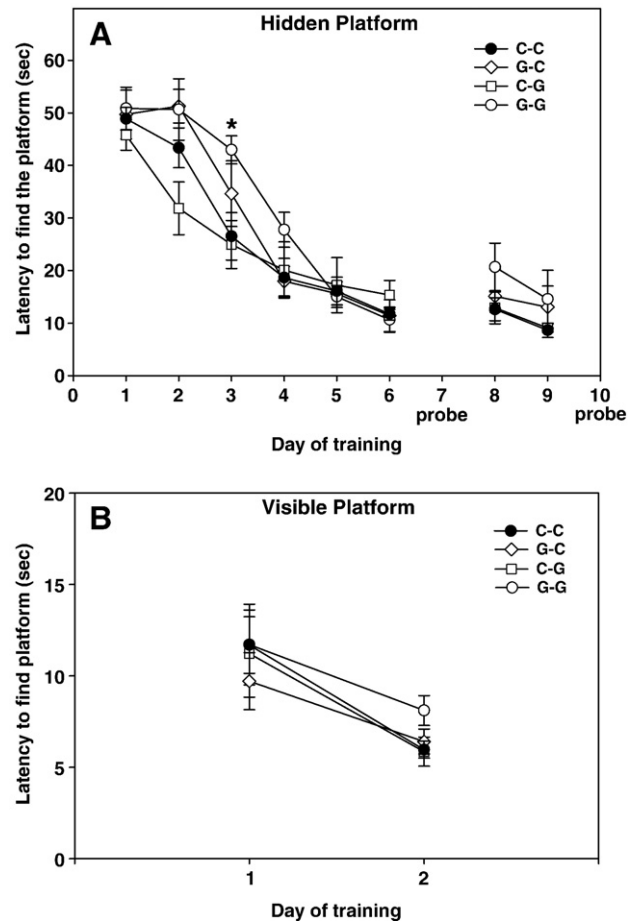 A
Hidden Platform
C-C
G-C
C-G
G-G
*
Latency to find the platform (sec)
60
50
40
30
20
10
0
0 1 2 3 4 5 6 7 8 9 10
probe probe
Day of training
B
Visible Platform
C-C
G-C
C-G
G-G
Latency to find platform (sec)
20
15
10
5
0
1 2
Day of training